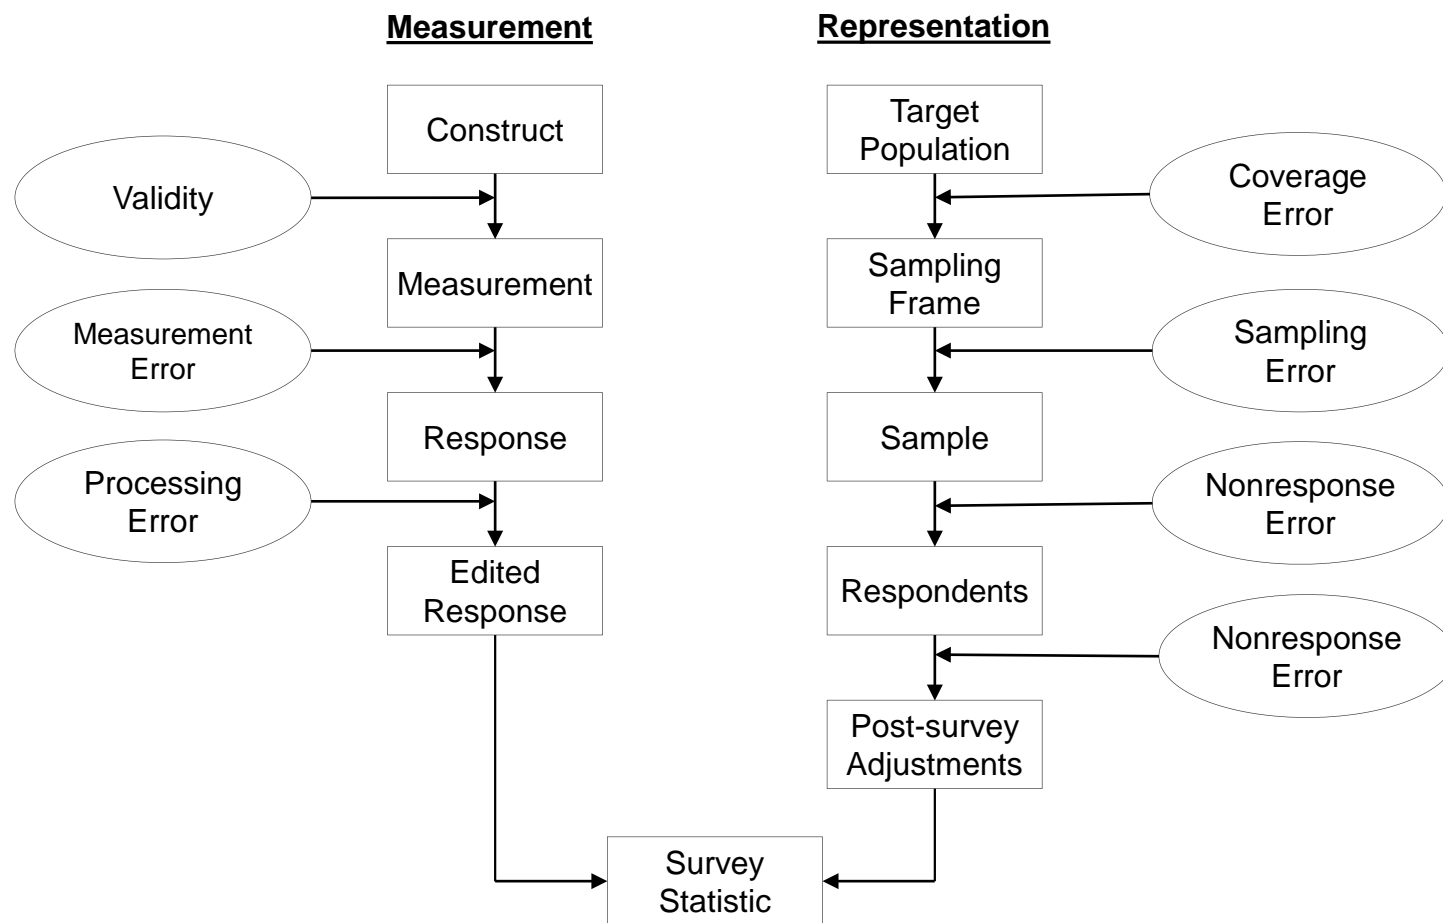 Measurement
Representation
Construct
Target
Population
Validity
Coverage
Error
Measurement
Sampling
Frame
Measurement
Error
Sampling
Error
Response
Sample
Processing
Error
Nonresponse
Error
Edited
Response
Respondents
Nonresponse
Error
Post-survey
Adjustments
Survey
Statistic